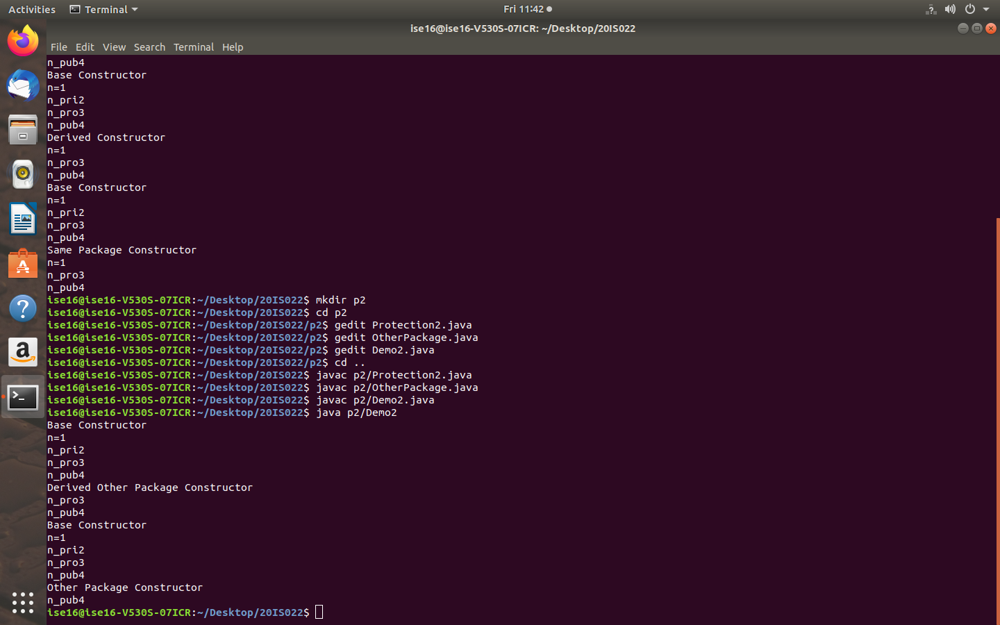 Activities Terminal Fri 11:42
ise16@ise16-V530S-07ICR: ~/Desktop/20IS022
File Edit View Search Terminal Help
n_pub4
Base Constructor
n=1
n_pri2
n_pro3
n_pub4
Derived Constructor
n=1
n_pro3
n_pub4
Base Constructor
n=1
n_pri2
n_pro3
n_pub4
Same Package Constructor
n=1
n_pro3
n_pub4
ise16@ise16-V530S-07ICR:~/Desktop/20IS022$ mkdir p2
ise16@ise16-V530S-07ICR:~/Desktop/20IS022$ cd p2
ise16@ise16-V530S-07ICR:~/Desktop/20IS022/p2$ gedit Protection2.java
ise16@ise16-V530S-07ICR:~/Desktop/20IS022/p2$ gedit OtherPackage.java
ise16@ise16-V530S-07ICR:~/Desktop/20IS022/p2$ gedit Demo2.java
ise16@ise16-V530S-07ICR:~/Desktop/20IS022/p2$ cd ..
ise16@ise16-V530S-07ICR:~/Desktop/20IS022$ javac p2/Protection2.java
ise16@ise16-V530S-07ICR:~/Desktop/20IS022$ javac p2/OtherPackage.java
ise16@ise16-V530S-07ICR:~/Desktop/20IS022$ javac p2/Demo2.java
ise16@ise16-V530S-07ICR:~/Desktop/20IS022$ java p2/Demo2
Base Constructor
n=1
n_pri2
n_pro3
n_pub4
Derived Other Package Constructor
n_pro3
n_pub4
Base Constructor
n=1
n_pri2
n_pro3
n_pub4
Other Package Constructor
n_pub4
ise16@ise16-V530S-07ICR:~/Desktop/20IS022$